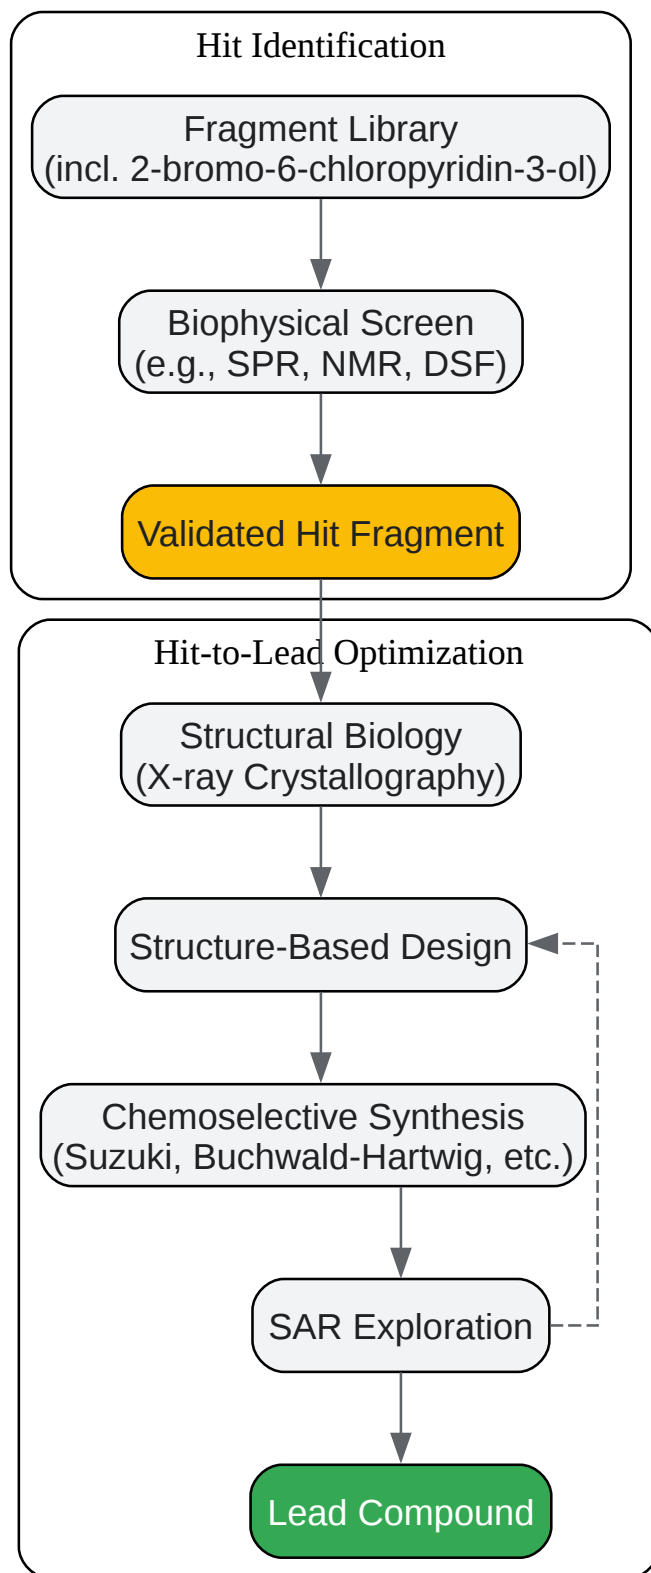 Hit Identification
Fragment Library
(incl. 2-bromo-6-chloropyridin-3-ol)
Biophysical Screen
(e.g., SPR, NMR, DSF)
Validated Hit Fragment
Hit-to-Lead Optimization
Structural Biology
(X-ray Crystallography)
Structure-Based Design
Chemoselective Synthesis
(Suzuki, Buchwald-Hartwig, etc.)
SAR Exploration
Lead Compound